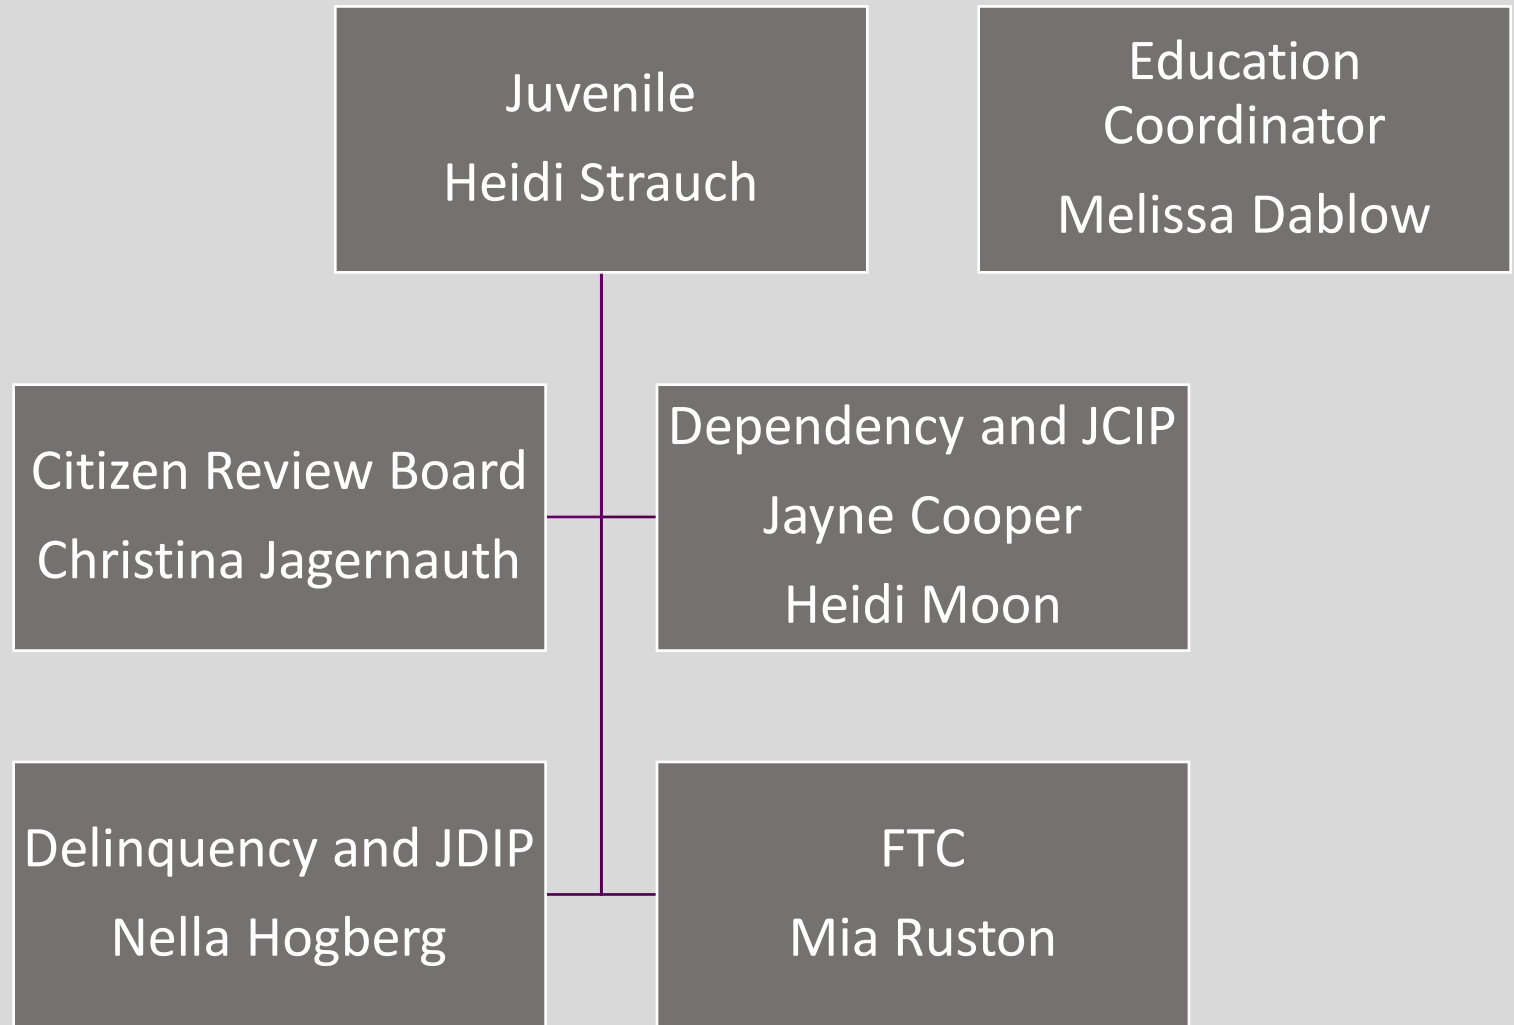 Juvenile
Heidi Strauch
Education
Coordinator
Melissa Dablow
Citizen Review Board
Christina Jagernauth
Dependency and JCIP
Jayne Cooper
Heidi Moon
Delinquency and JDIP
Nella Hogberg
FTC
Mia Ruston